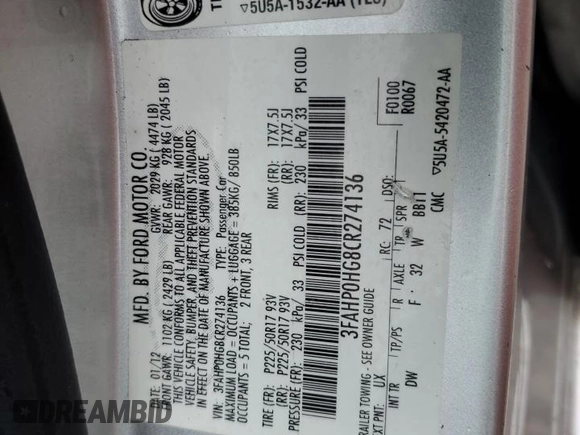 ▽5U5A-1532-AA (TLS)
MFD. BY FORD MOTOR CO.
DATE: 01/12 GVWR: 2029 KG ( 4474 LB)
FRONT GAWR: 1102 KG ( 2429 LB) REAR GAWR: 928 KG ( 2045 LB)
THIS VEHICLE CONFORMS TO ALL APPLICABLE FEDERAL MOTOR
VEHICLE SAFETY, BUMPER, AND THEFT PREVENTION STANDARDS
IN EFFECT ON THE DATE OF MANUFACTURE SHOWN ABOVE.
VIN: 3FAHP0HG8CR274136 TYPE: Passenger Car
MAXIMUM LOAD = OCCUPANTS + LUGGAGE = 385KG/ 850LB
OCCUPANTS = 5 TOTAL; 2 FRONT, 3 REAR
TIRE (FR): P225/50R17 93V RIMS (FR): 17X7.5J
(RR): P225/50R17 93V (RR): 17X7.5J
PRESSURE (FR): 230 kPa/ 33 PSI COLD (RR): 230 kPa/ 33 PSI COLD
3FAHP0HG8CR274136
F0100
R0067
TRAILER TOWING - SEE OWNER GUIDE
EXT PNT: UX RC: 72 DSO:
INT TR TP/PS R AXLE TR SPR
DW F 32 W BB11
CMC ▽5U5A-5420472-AA
DREAMBID